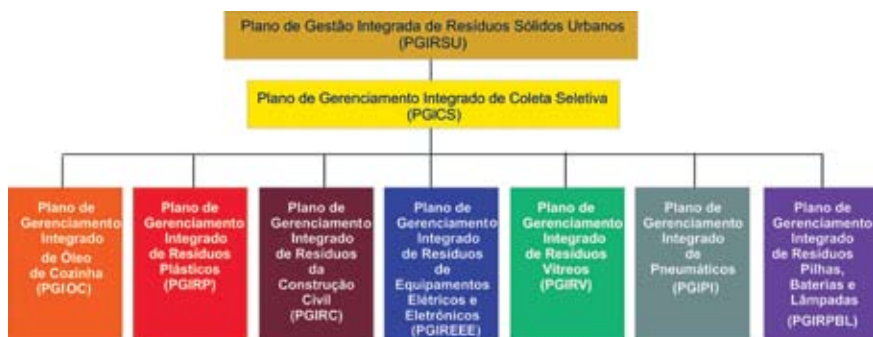 Plano de Gestão Integrada de Resíduos Sólidos Urbanos
(PGIRSU)
Plano de Gerenciamento Integrado de Coleta Seletiva
(PGICS)
Plano de
Gerenciamento
Integrado
de Óleo
de Cozinha
(PGIOC)
Plano de
Gerenciamento
Integrado
de Resíduos
Plásticos
(PGIRP)
Plano de
Gerenciamento
Integrado
de Resíduos
da
Construção
Civil
(PGIRC)
Plano de
Gerenciamento
Integrado
de Resíduos
de
Equipamentos
Elétricos e
Eletrônicos
(PGIREEE)
Plano de
Gerenciamento
Integrado
de Resíduos
Vítreos
(PGIRV)
Plano de
Gerenciamento
Integrado
de
Pneumáticos
(PGIPI)
Plano de
Gerenciamento
Integrado
de Resíduos
Pilhas,
Baterias e
Lâmpadas
(PGIRPBL)